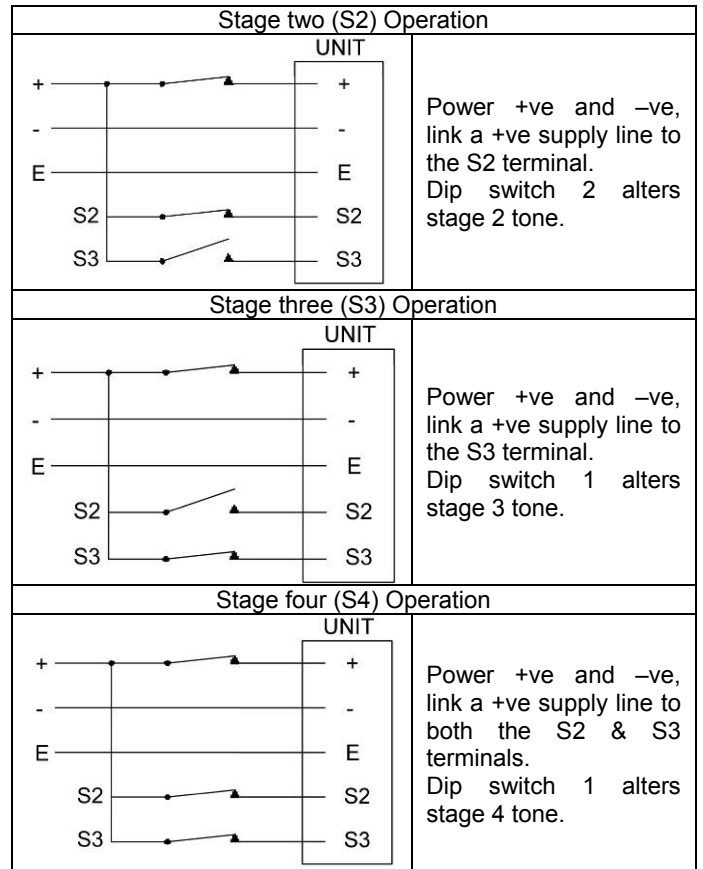 Stage two (S2) Operation
UNIT
+ +
- -
E E
S2 S2
S3 S3
Power +ve and –ve,
link a +ve supply line to
the S2 terminal.
Dip switch 2 alters
stage 2 tone.
Stage three (S3) Operation
UNIT
+ +
- -
E E
S2 S2
S3 S3
Power +ve and –ve,
link a +ve supply line to
the S3 terminal.
Dip switch 1 alters
stage 3 tone.
Stage four (S4) Operation
UNIT
+ +
- -
E E
S2 S2
S3 S3
Power +ve and –ve,
link a +ve supply line to
both the S2 & S3
terminals.
Dip switch 1 alters
stage 4 tone.